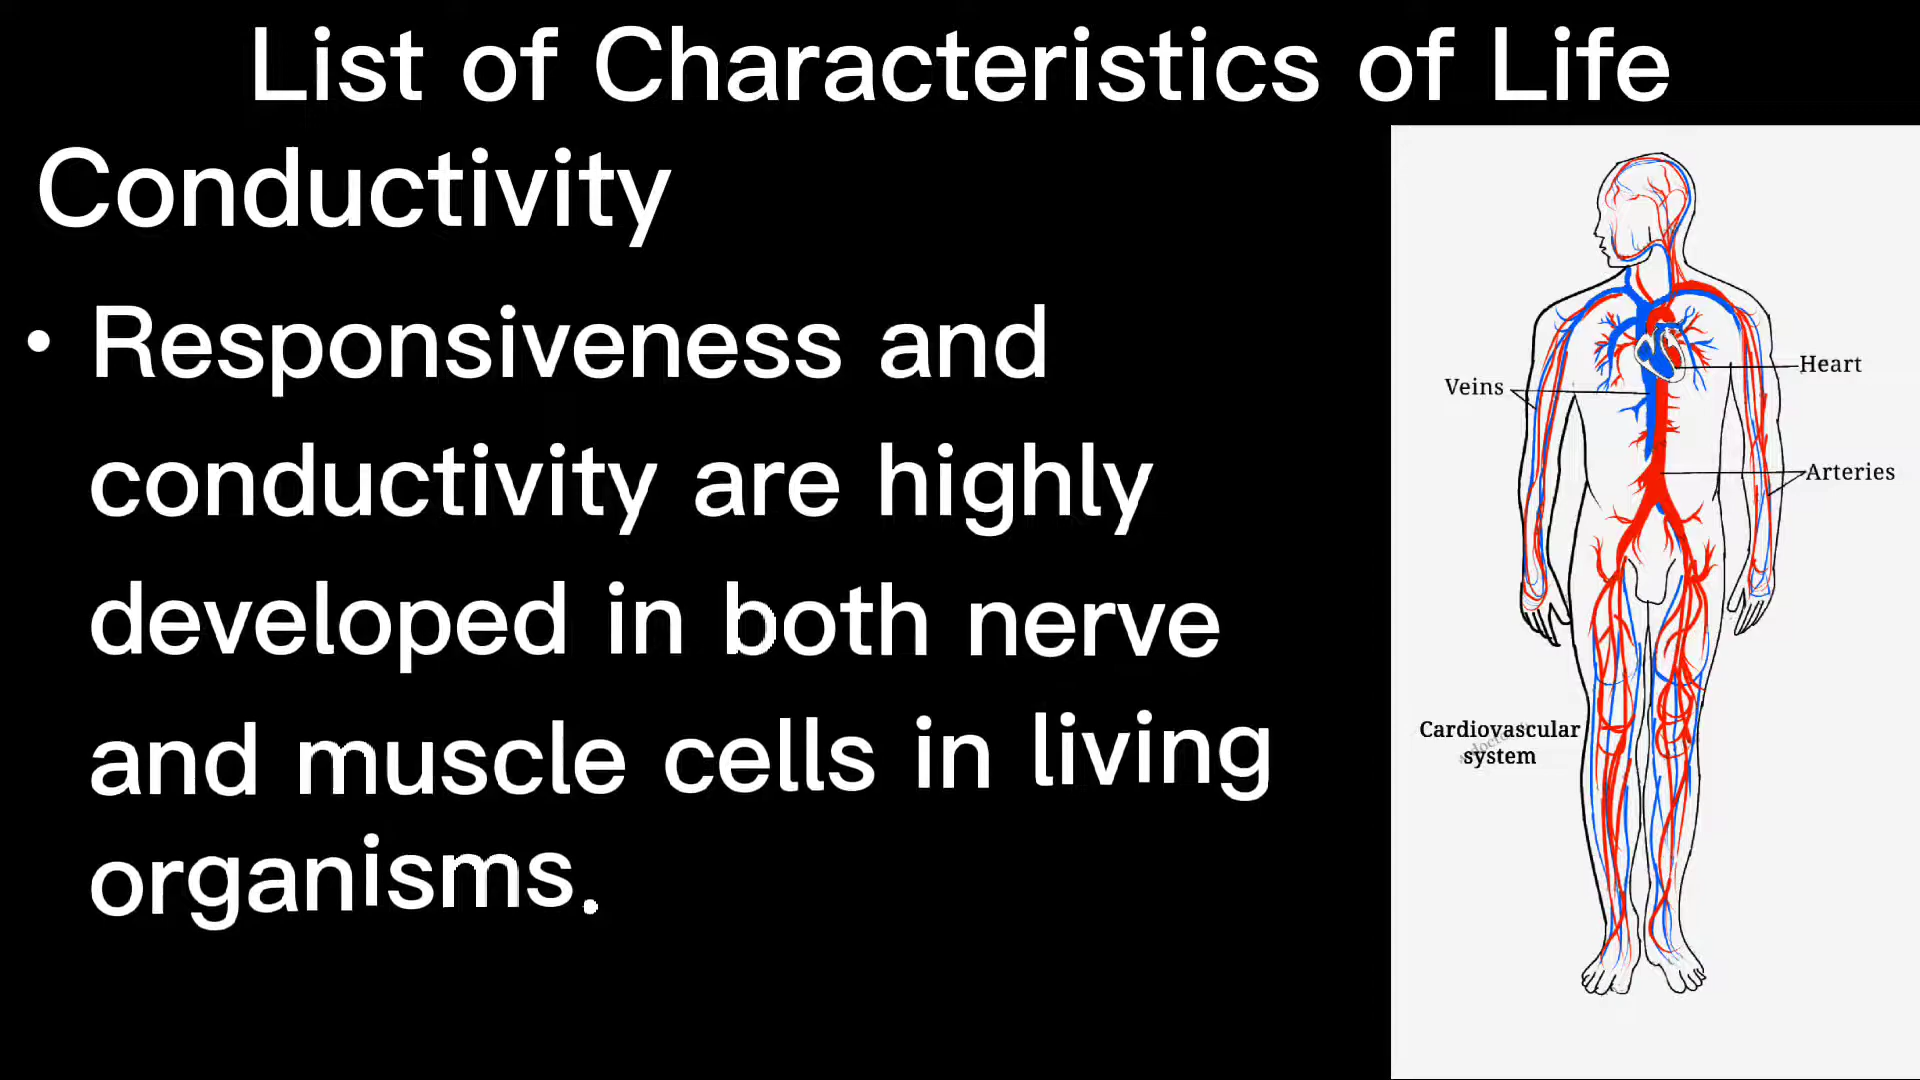 List of Characteristics of Life
Conductivity
• Responsiveness and
conductivity are highly
developed in both nerve
and muscle cells in living
organisms.
Heart
Veins
Arteries
Cardiovascular
system